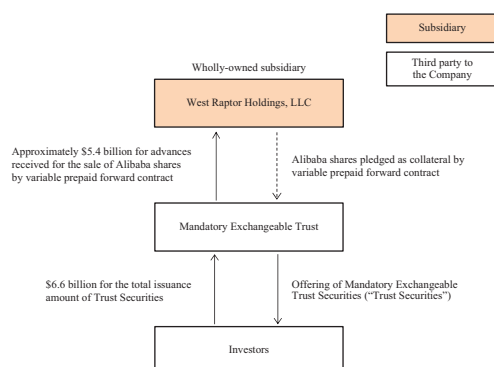 Subsidiary
Third party to
the Company
Wholly-owned subsidiary
West Raptor Holdings, LLC
Approximately $5.4 billion for advances
received for the sale of Alibaba shares
by variable prepaid forward contract
Alibaba shares pledged as collateral by
variable prepaid forward contract
Mandatory Exchangeable Trust
$6.6 billion for the total issuance
amount of Trust Securities
Offering of Mandatory Exchangeable
Trust Securities (“Trust Securities”)
Investors